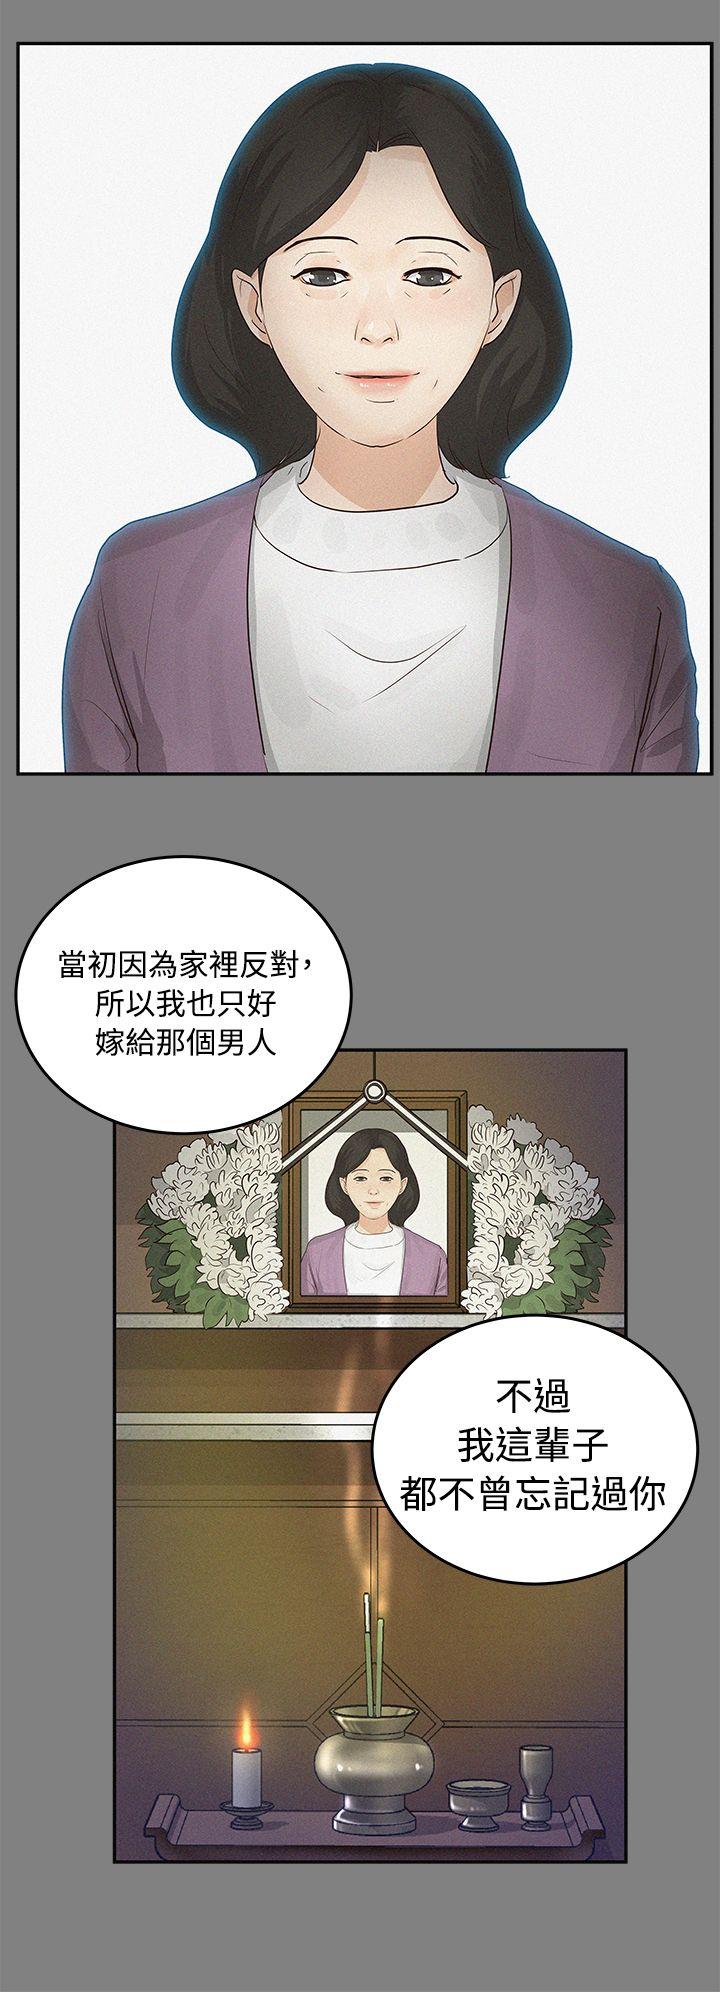 當初因為家裡反對，
所以我也只好
嫁給那個男人
不過
我這輩子
都不曾忘記過你